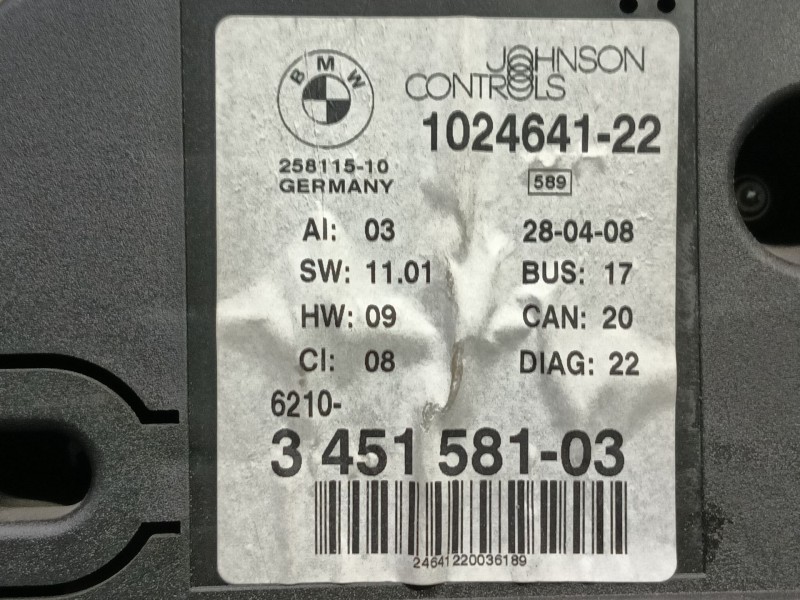 BMW
JOHNSON
CONTROLS
1024641-22
258115-10
GERMANY
589
AI: 03 28-04-08
SW: 11.01 BUS: 17
HW: 09 CAN: 20
CI: 08 DIAG: 22
6210-
3 451 581-03
24641220036189